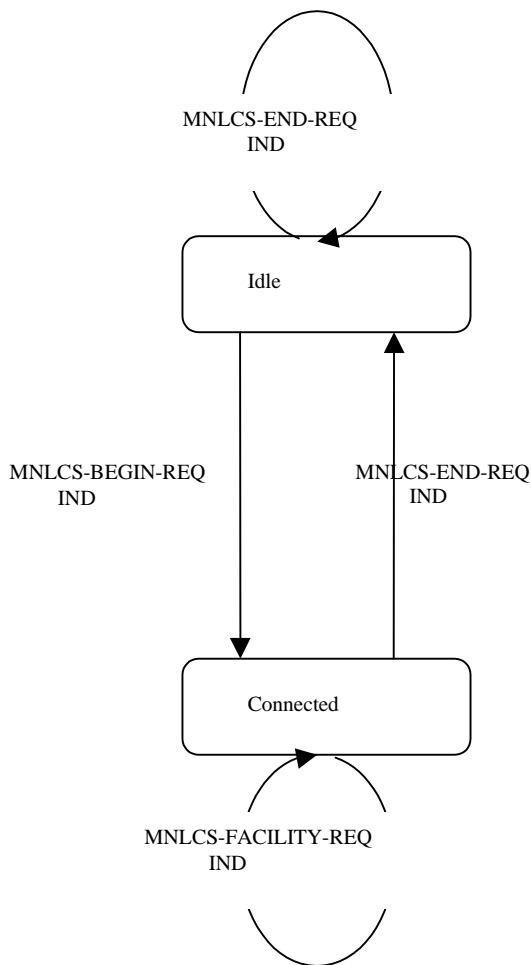 MNLCS-END-REQ
IND
Idle
MNLCS-BEGIN-REQ
IND
MNLCS-END-REQ
IND
Connected
MNLCS-FACILITY-REQ
IND